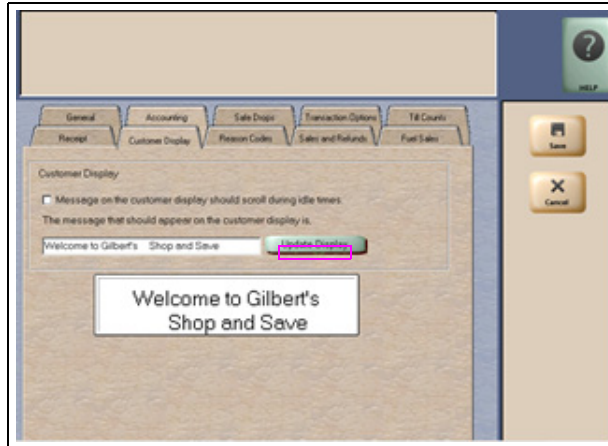 HELP
General Accounting Safe Drops Transaction Options Till Counts
Receipt Customer Display Reason Codes Sales and Refunds Fuel Sales
Save
Customer Display
Message on the customer display should scroll during idle times
Cancel
The message that should appear on the customer display is.
Welcome to Gilbert's Shop and Save Update Display
Welcome to Gilbert's
Shop and Save